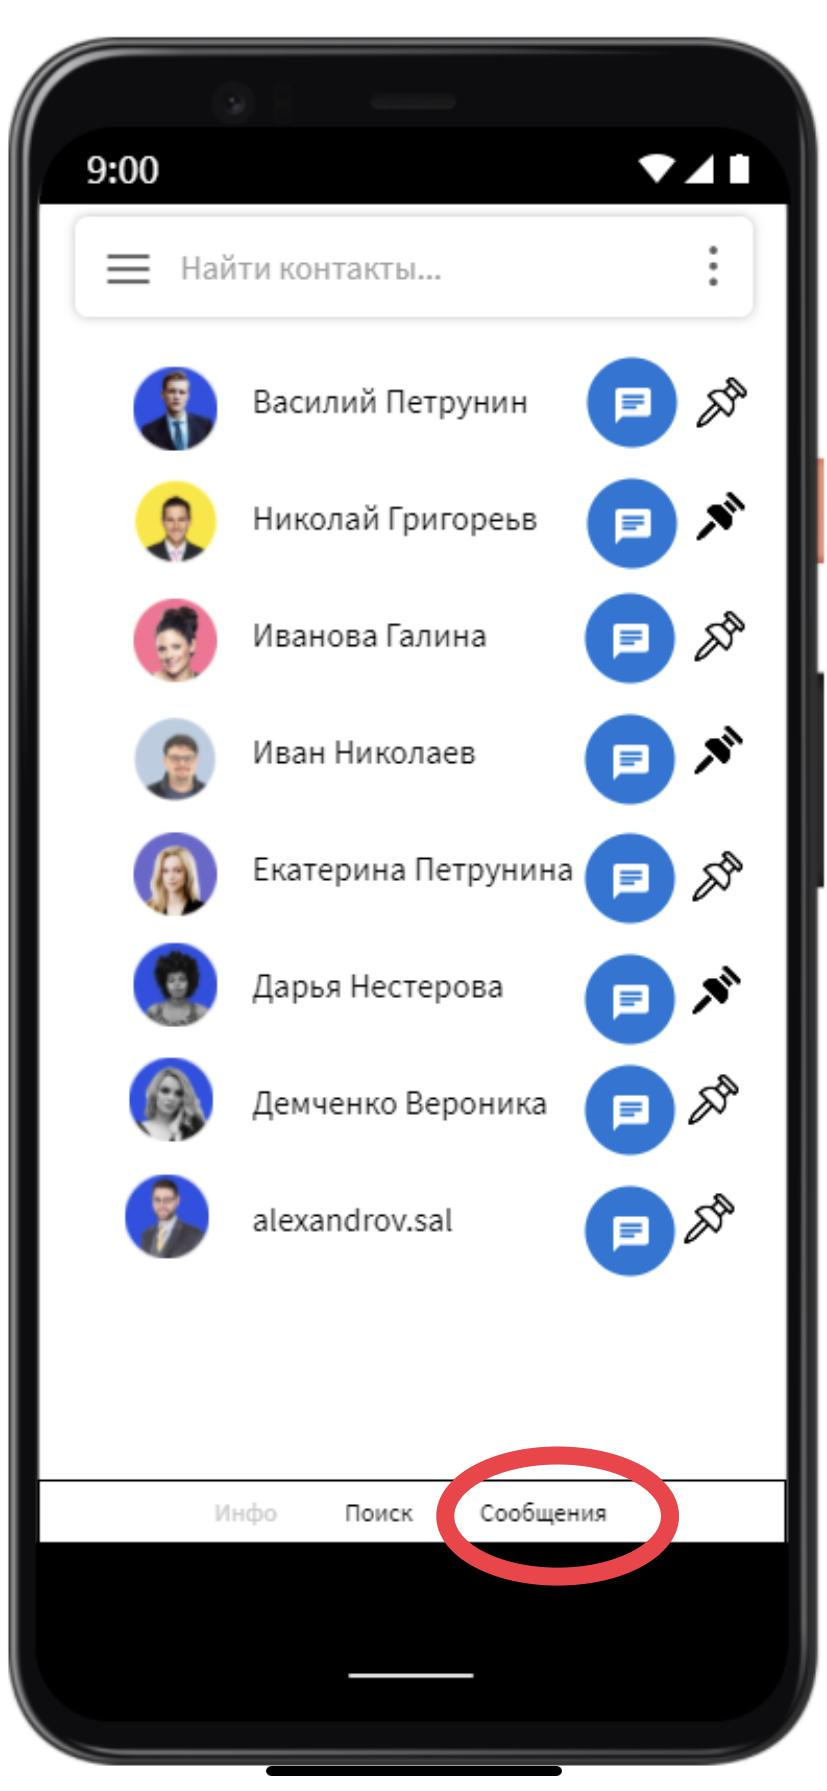 9:00
Найти контакты...
Василий Петрунин
Николай Григореьв
Иванова Галина
Иван Николаев
Екатерина Петрунина
Дарья Нестерова
Демченко Вероника
alexandrov.sal
Инфо Поиск Сообщения